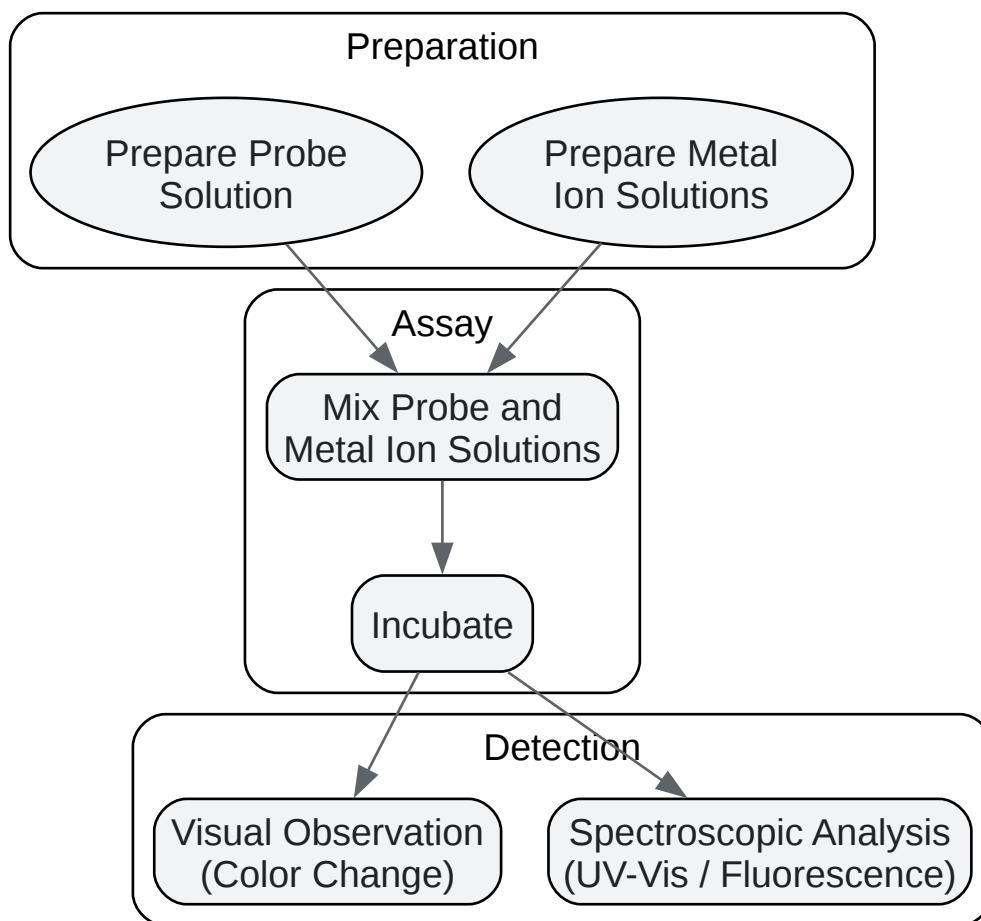 Preparation
Prepare Probe
Solution
Prepare Metal
Ion Solutions
Assay
Mix Probe and
Metal Ion Solutions
Incubate
Detection
Visual Observation
(Color Change)
Spectroscopic Analysis
(UV-Vis / Fluorescence)